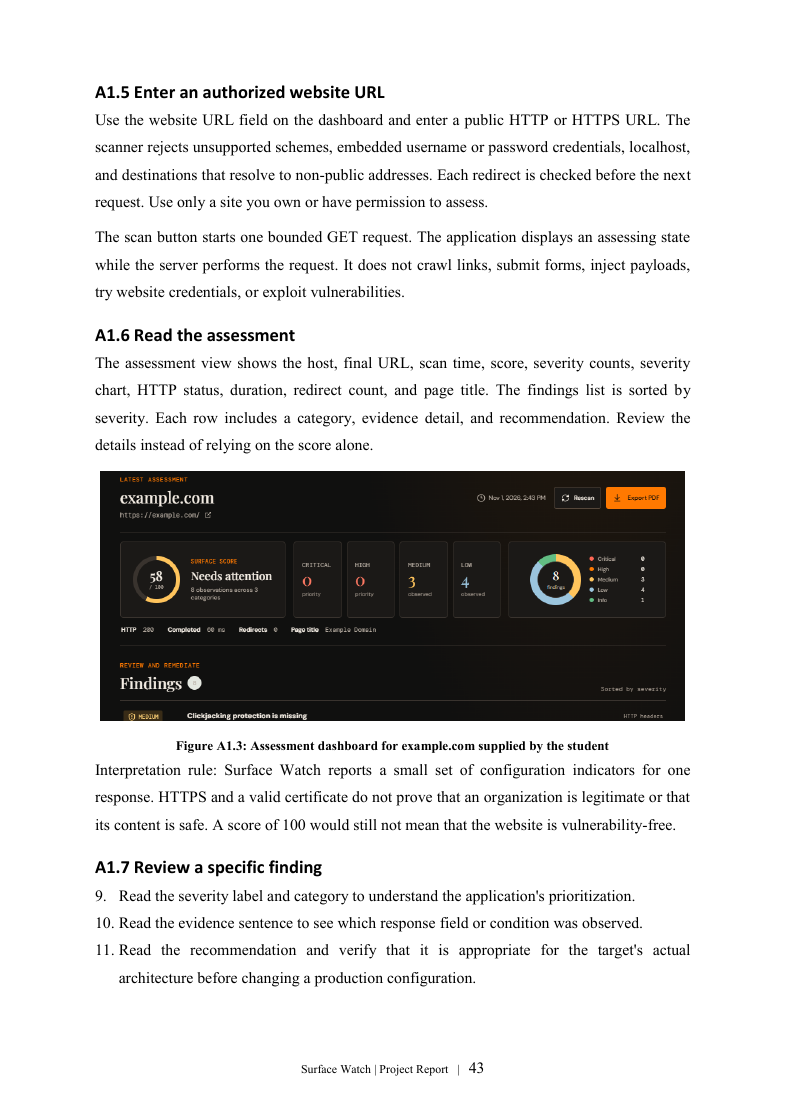 A1.5 Enter an authorized website URL
Use the website URL field on the dashboard and enter a public HTTP or HTTPS URL. The
scanner rejects unsupported schemes, embedded username or password credentials, localhost,
and destinations that resolve to non-public addresses. Each redirect is checked before the next
request. Use only a site you own or have permission to assess.
The scan button starts one bounded GET request. The application displays an assessing state
while the server performs the request. It does not crawl links, submit forms, inject payloads,
try website credentials, or exploit vulnerabilities.
A1.6 Read the assessment
The assessment view shows the host, final URL, scan time, score, severity counts, severity
chart, HTTP status, duration, redirect count, and page title. The findings list is sorted by
severity. Each row includes a category, evidence detail, and recommendation. Review the
details instead of relying on the score alone.
LATEST ASSESSMENT
example.com
https://example.com/
Nov 1, 2026, 2:43 PM
Rescan
Export PDF
58
/ 100
SURFACE SCORE
Needs attention
8 observations across 3
categories
CRITICAL
0
priority
HIGH
0
priority
MEDIUM
3
observed
LOW
4
observed
8
findings
Critical 0
High 0
Medium 3
Low 4
Info 1
HTTP 200 Completed 60 ms Redirects 0 Page title Example Domain
REVIEW AND REMEDIATE
Findings
Sorted by severity
MEDIUM Clickjacking protection is missing HTTP headers
Figure A1.3: Assessment dashboard for example.com supplied by the student
Interpretation rule: Surface Watch reports a small set of configuration indicators for one
response. HTTPS and a valid certificate do not prove that an organization is legitimate or that
its content is safe. A score of 100 would still not mean that the website is vulnerability-free.
A1.7 Review a specific finding
9. Read the severity label and category to understand the application's prioritization.
10. Read the evidence sentence to see which response field or condition was observed.
11. Read the recommendation and verify that it is appropriate for the target's actual
architecture before changing a production configuration.
Surface Watch | Project Report | 43